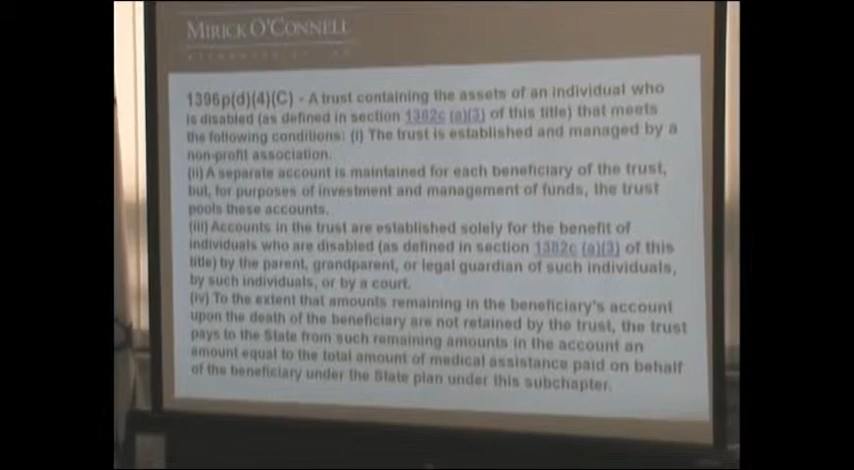 MIRICK O'CONNELL
1396p(d)(4)(C) - A trust containing the assets of an individual who
is disabled (as defined in section 1382c (a)(3) of this title) that meets
the following conditions: (i) The trust is established and managed by a
non-profit association.
(ii) A separate account is maintained for each beneficiary of the trust,
but, for purposes of investment and management of funds, the trust
pools these accounts.
(iii) Accounts in the trust are established solely for the benefit of
individuals who are disabled (as defined in section 1382c (a)(3) of this
title) by the parent, grandparent, or legal guardian of such individuals,
by such individuals, or by a court.
(iv) To the extent that amounts remaining in the beneficiary's account
upon the death of the beneficiary are not retained by the trust, the trust
pays to the State from such remaining amounts in the account an
amount equal to the total amount of medical assistance paid on behalf
of the beneficiary under the State plan under this subchapter.